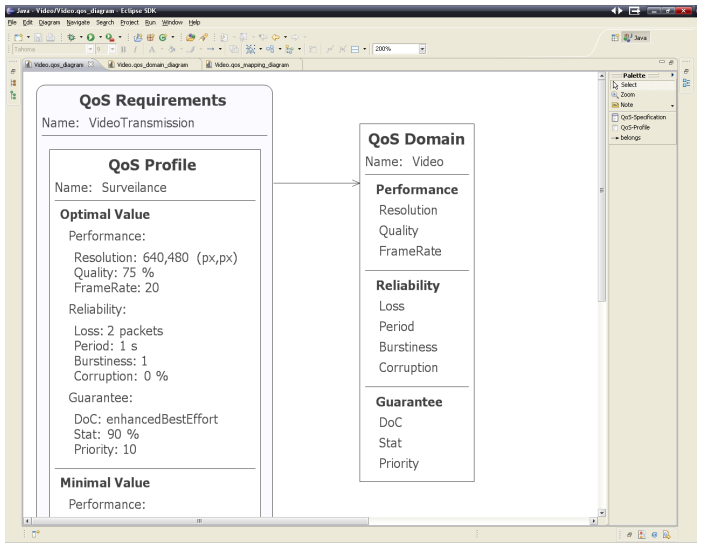 Java - Video/Video.qos_diagram - Eclipse SDK
File Edit Diagram Navigate Search Project Run Window Help
Java
Tahoma 9 B I A 200%
Video.qos_diagram Video.qos_domain_diagram Video.qos_mapping_diagram
Palette
Select
Zoom
Note
QoS-Specification
QoS-Profile
belongs
QoS Requirements
Name: VideoTransmission
QoS Profile
Name: Surveilance
Optimal Value
Performance:
Resolution: 640,480 (px,px)
Quality: 75 %
FrameRate: 20
Reliability:
Loss: 2 packets
Period: 1 s
Burstiness: 1
Corruption: 0 %
Guarantee:
DoC: enhancedBestEffort
Stat: 90 %
Priority: 10
Minimal Value
Performance:
QoS Domain
Name: Video
Performance
Resolution
Quality
FrameRate
Reliability
Loss
Period
Burstiness
Corruption
Guarantee
DoC
Stat
Priority